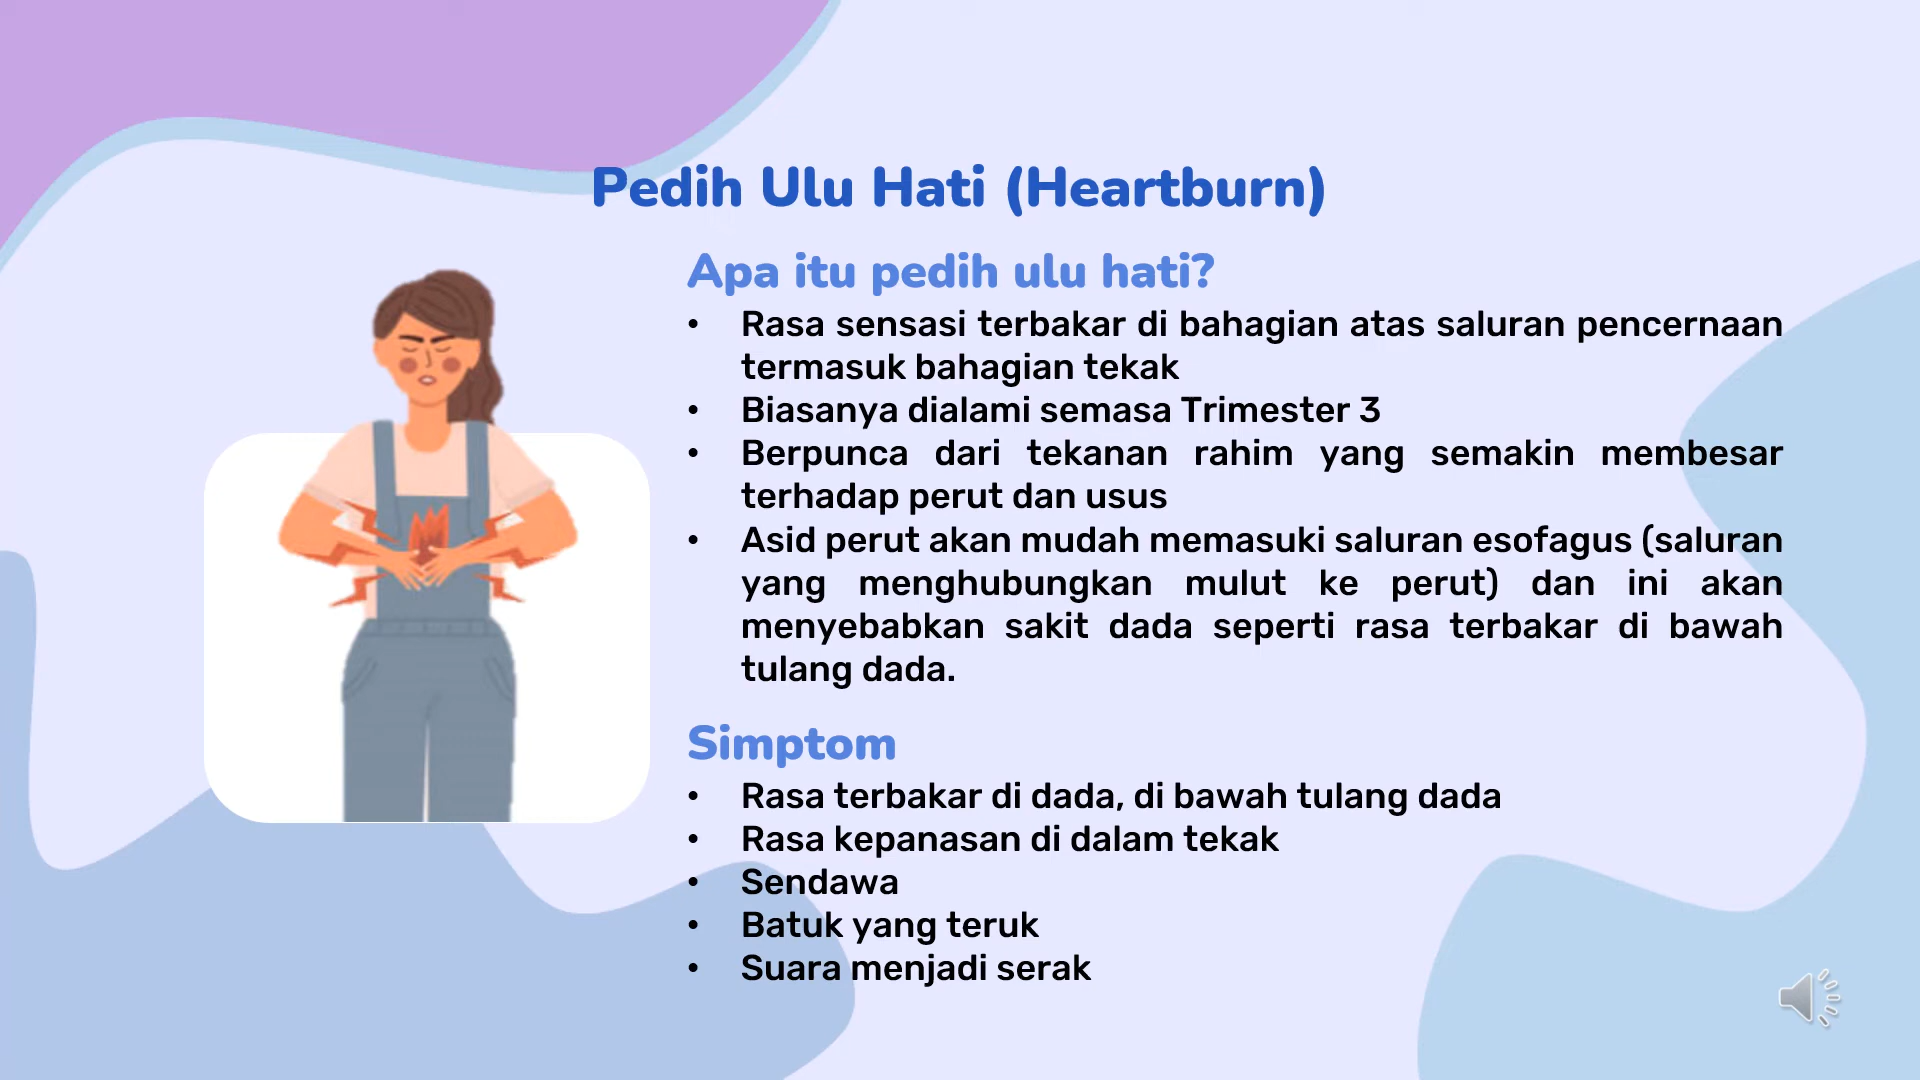 Pedih Ulu Hati (Heartburn)
Apa itu pedih ulu hati?
• Rasa sensasi terbakar di bahagian atas saluran pencernaan
termasuk bahagian tekak
• Biasanya dialami semasa Trimester 3
• Berpunca dari tekanan rahim yang semakin membesar
terhadap perut dan usus
• Asid perut akan mudah memasuki saluran esofagus (saluran
yang menghubungkan mulut ke perut) dan ini akan
menyebabkan sakit dada seperti rasa terbakar di bawah
tulang dada.
Simptom
• Rasa terbakar di dada, di bawah tulang dada
• Rasa kepanasan di dalam tekak
• Sendawa
• Batuk yang teruk
• Suara menjadi serak